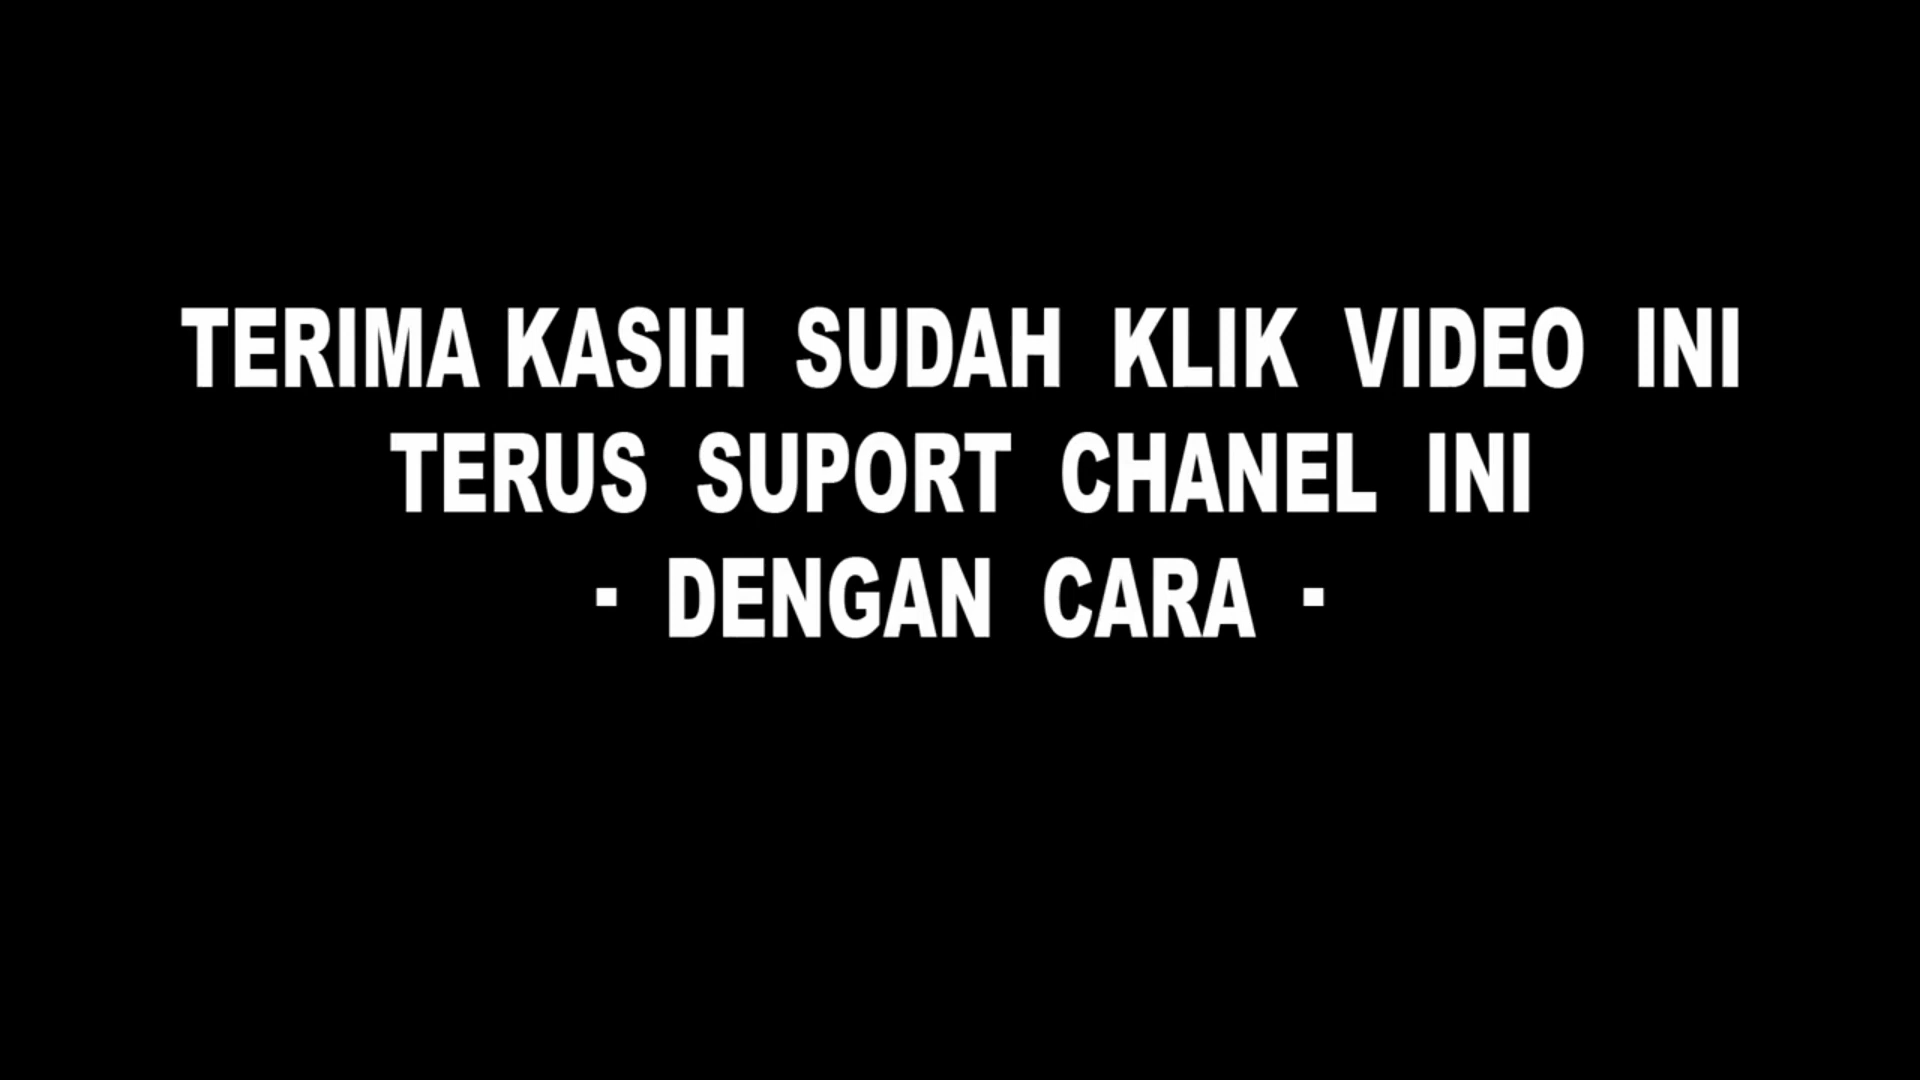 TERIMA KASIH SUDAH KLIK VIDEO INI
TERUS SUPORT CHANEL INI
- DENGAN CARA -